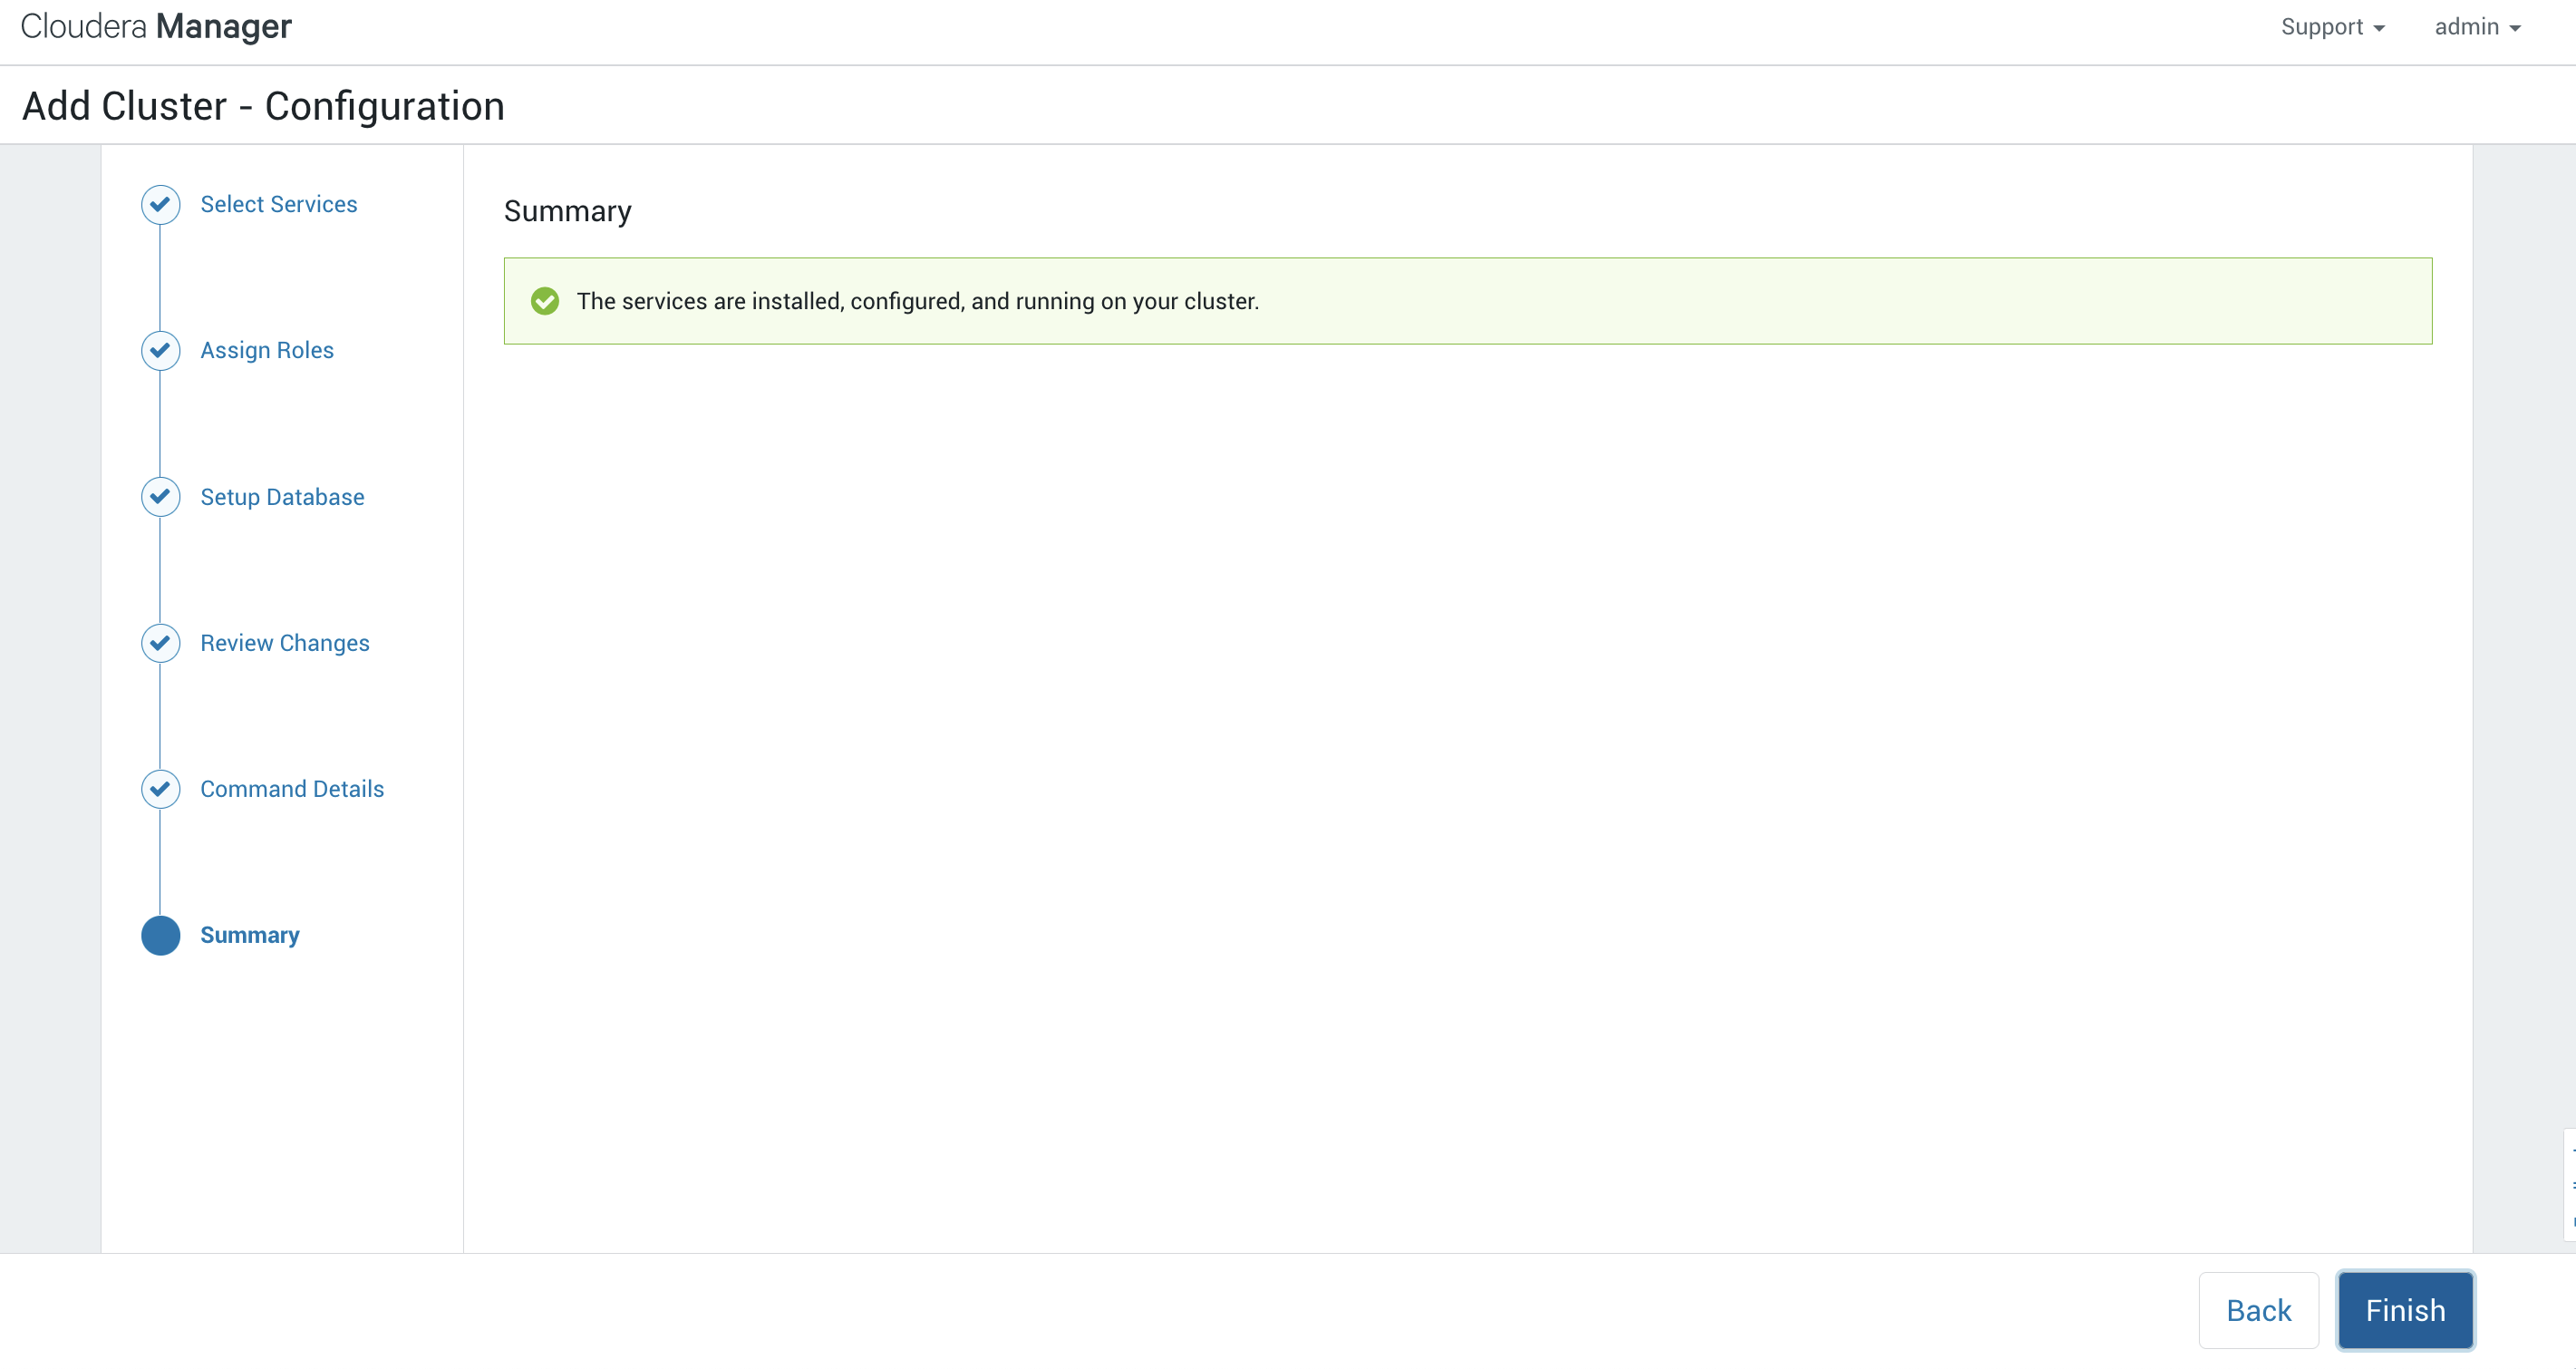 Cloudera Manager
Support
admin
Add Cluster - Configuration
Select Services
Assign Roles
Setup Database
Review Changes
Command Details
Summary
Summary
The services are installed, configured, and running on your cluster.
Back
Finish